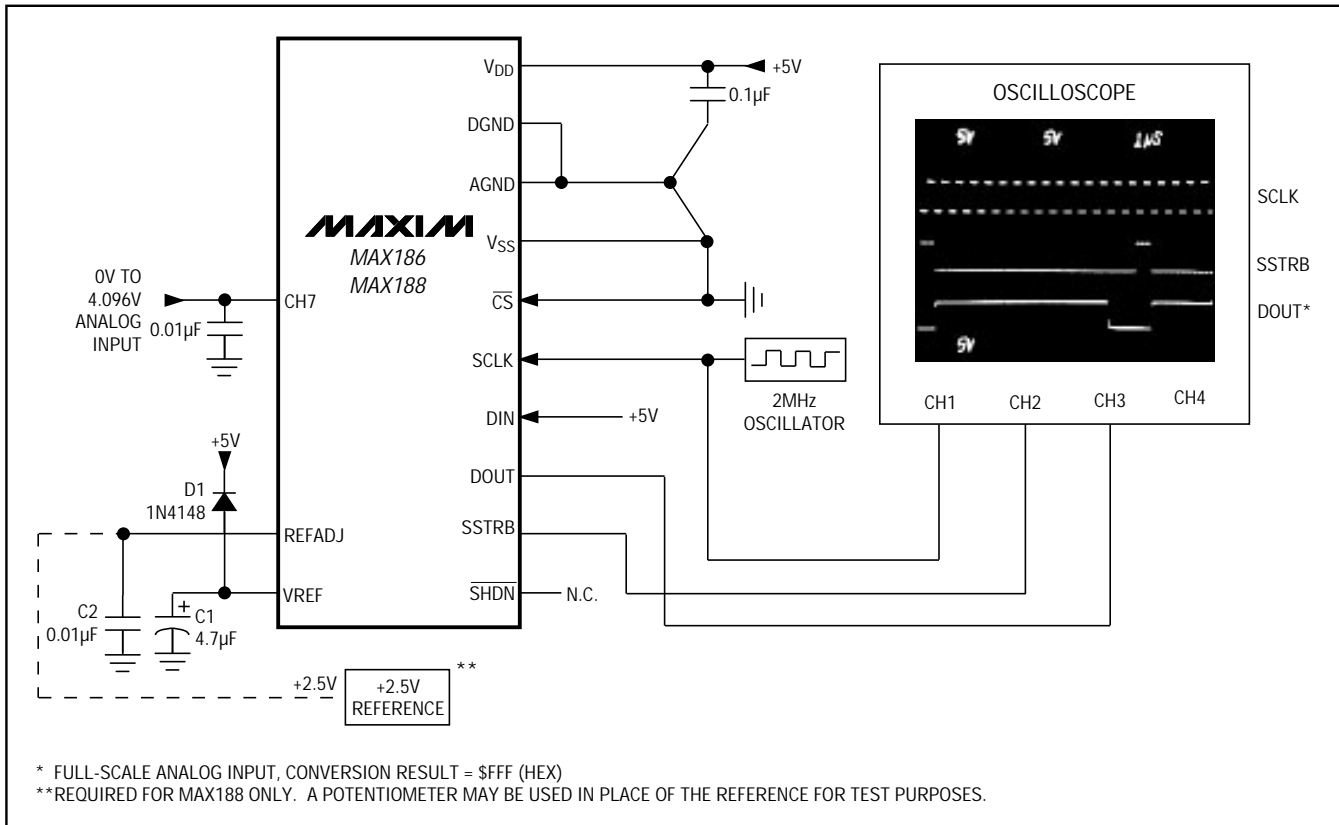 VDD
+5V
0.1µF
DGND
AGND
MAXIM
MAX186
MAX188
VSS
CS
0V TO
4.096V
ANALOG
INPUT
CH7
0.01µF
SCLK
2MHz
OSCILLATOR
DIN
+5V
DOUT
SSTRB
SHDN
N.C.
+5V
D1
1N4148
REFADJ
VREF
C2
0.01µF
+
C1
4.7µF
+2.5V
+2.5V
REFERENCE
**
OSCILLOSCOPE
5V 5V 1µS
SCLK
SSTRB
DOUT*
5V
CH1 CH2 CH3 CH4
* FULL-SCALE ANALOG INPUT, CONVERSION RESULT = $FFF (HEX)
**REQUIRED FOR MAX188 ONLY. A POTENTIOMETER MAY BE USED IN PLACE OF THE REFERENCE FOR TEST PURPOSES.